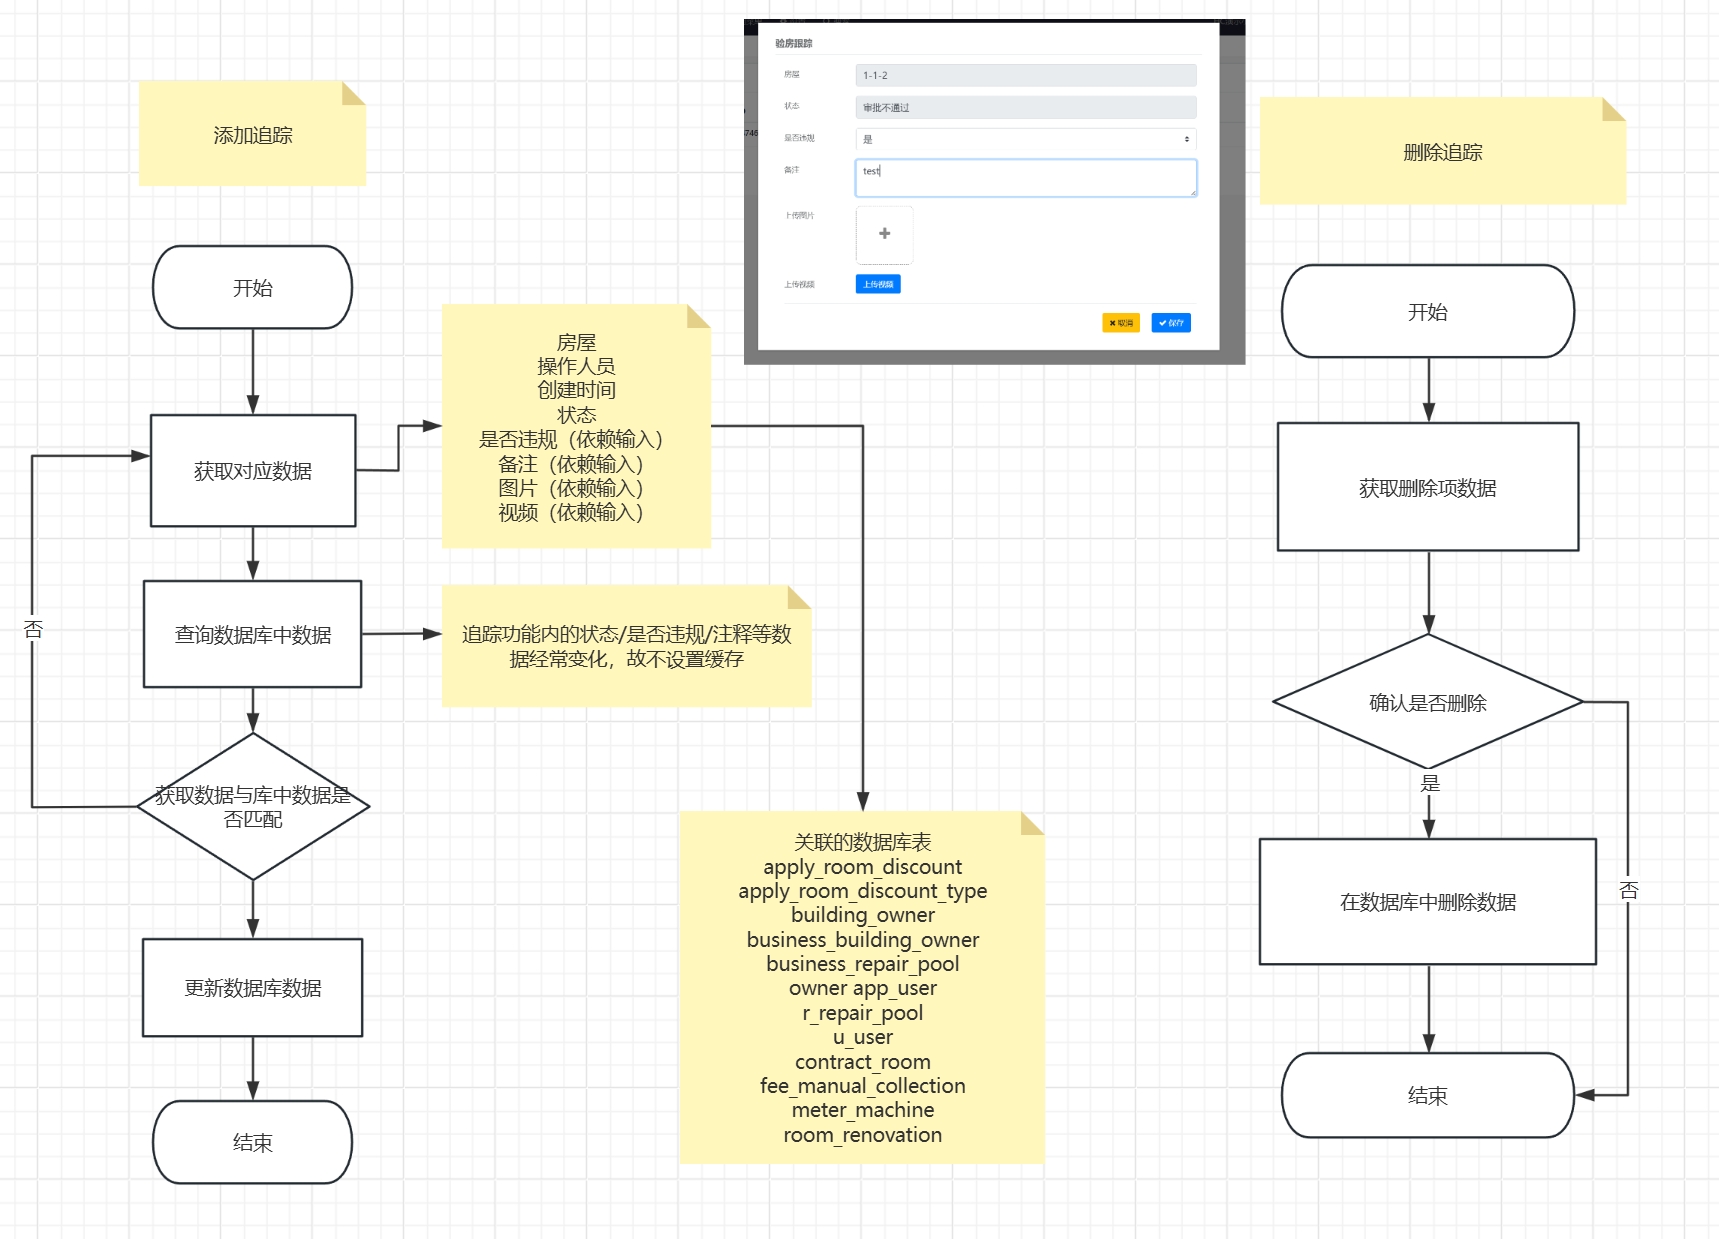 添加追踪
开始
获取对应数据
查询数据库中数据
获取数据与库中数据是
否匹配
否
更新数据库数据
结束
房屋
操作人员
创建时间
状态
是否违规（依赖输入）
备注（依赖输入）
图片（依赖输入）
视频（依赖输入）
追踪功能内的状态/是否违规/注释等数
据经常变化，故不设置缓存
关联的数据库表
apply_room_discount
apply_room_discount_type
building_owner
business_building_owner
business_repair_pool
owner app_user
r_repair_pool
u_user
contract_room
fee_manual_collection
meter_machine
room_renovation
验房跟踪
房屋
1-1-2
状态
审批不通过
是否违规
是
备注
test
上传图片
上传视频
上传视频
取消
保存
746
删除追踪
开始
获取删除项数据
确认是否删除
是
否
在数据库中删除数据
结束